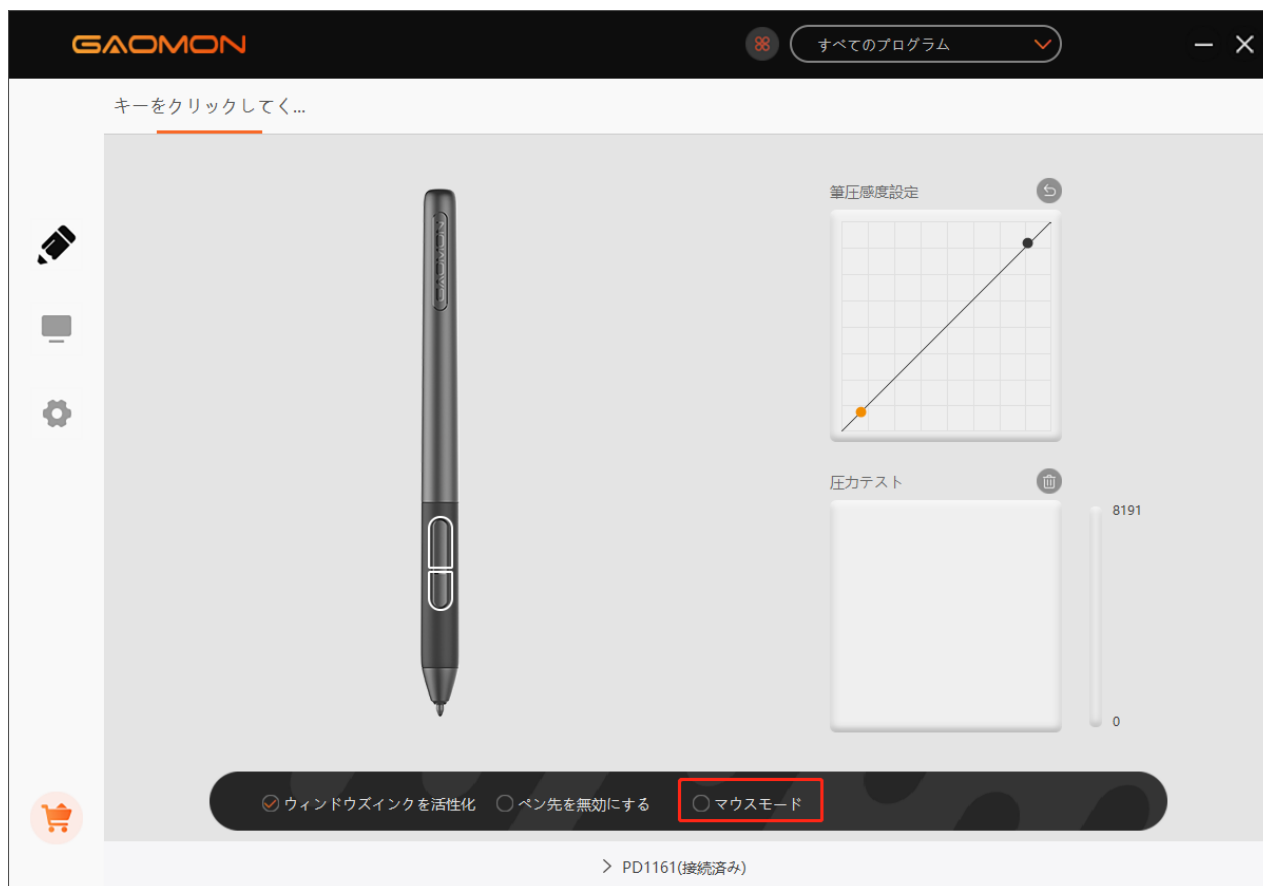 GAOMON
すべてのプログラム
キーをクリックしてく...
筆圧感度設定
GAOMON
圧力テスト
8191
0
ウィンドウズインクを活性化
ペン先を無効にする
マウスモード
PD1161(接続済み)